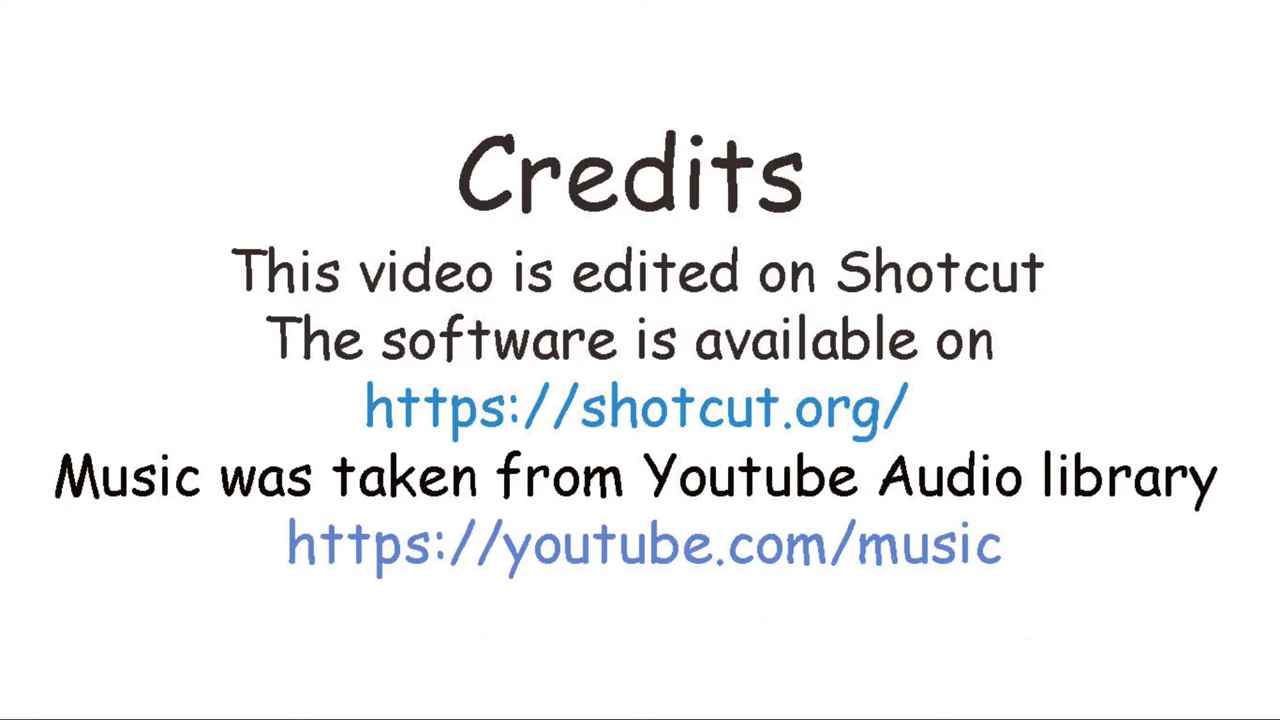 Credits
This video is edited on Shotcut
The software is available on
https://shotcut.org/
Music was taken from Youtube Audio library
https://youtube.com/music